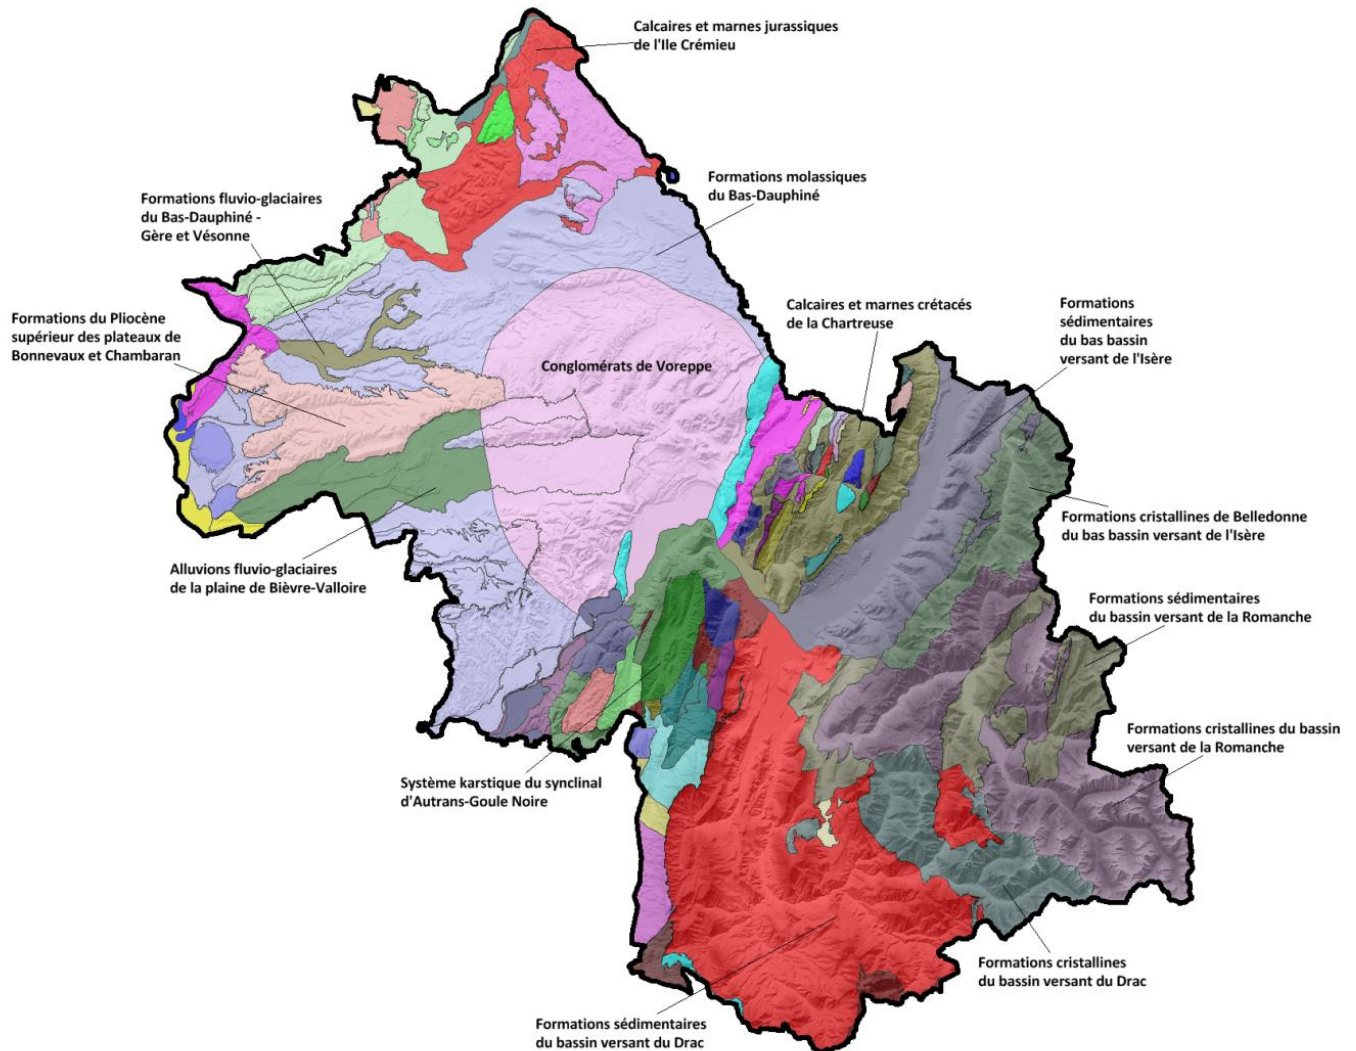 Calcaires et marnes jurassiques
de l'Ile Crémieu
Formations molassiques
du Bas-Dauphiné
Formations fluvio-glaciaires
du Bas-Dauphiné -
Gère et Vésonne
Calcaires et marnes crétacés
de la Chartreuse
Formations
sédimentaires
du bas bassin
versant de l'Isère
Formations du Pliocène
supérieur des plateaux de
Bonnevaux et Chambaran
Conglomérats de Voreppe
Formations cristallines de Belledonne
du bas bassin versant de l'Isère
Alluvions fluvio-glaciaires
de la plaine de Bièvre-Valloire
Formations sédimentaires
du bassin versant de la Romanche
Formations cristallines du bassin
versant de la Romanche
Système karstique du synclinal
d'Autrans-Goule Noire
Formations cristallines
du bassin versant du Drac
Formations sédimentaires
du bassin versant du Drac